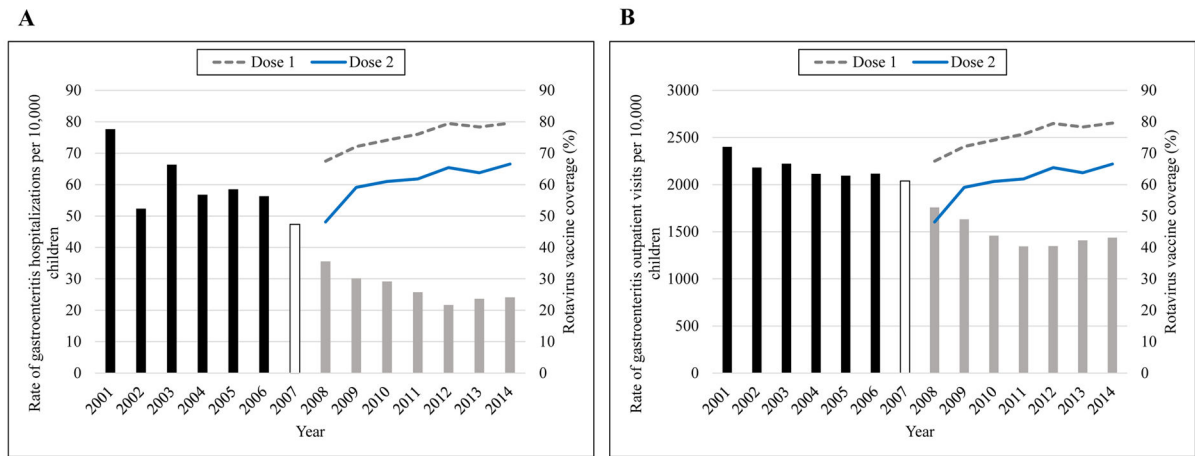 A
Dose 1 Dose 2
Rate of gastroenteritis hospitalizations per 10,000
children
90
80
70
60
50
40
30
20
10
0
90
80
70
60
50
40
30
20
10
0
Rotavirus vaccine coverage (%)
2001 2002 2003 2004 2005 2006 2007 2008 2009 2010 2011 2012 2013 2014
Year
B
Dose 1 Dose 2
Rate of gastroenteritis outpatient visits per 10,000
children
3000
2500
2000
1500
1000
500
0
90
80
70
60
50
40
30
20
10
0
Rotavirus vaccine coverage (%)
2001 2002 2003 2004 2005 2006 2007 2008 2009 2010 2011 2012 2013 2014
Year